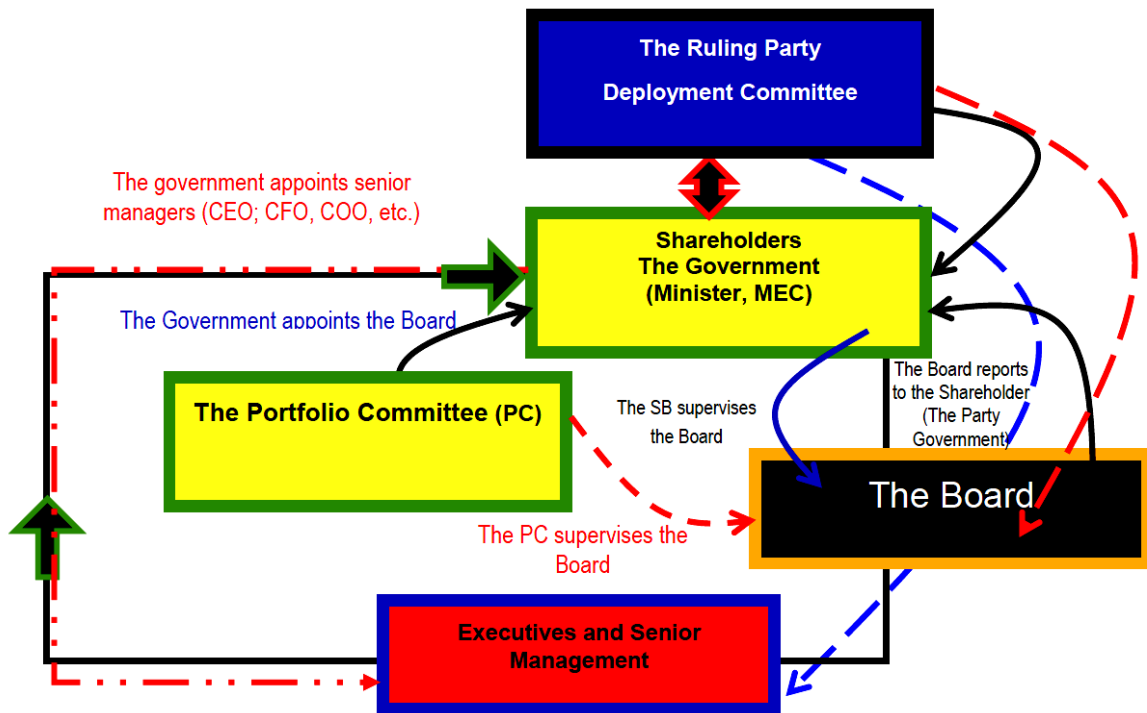 The Ruling Party
Deployment Committee
The government appoints senior
managers (CEO; CFO, COO, etc.)
Shareholders
The Government
(Minister, MEC)
The Government appoints the Board
The Portfolio Committee (PC)
The SB supervises
the Board
The Board reports
to the Shareholder
(The Party
Government)
The Board
The PC supervises the
Board
Executives and Senior
Management